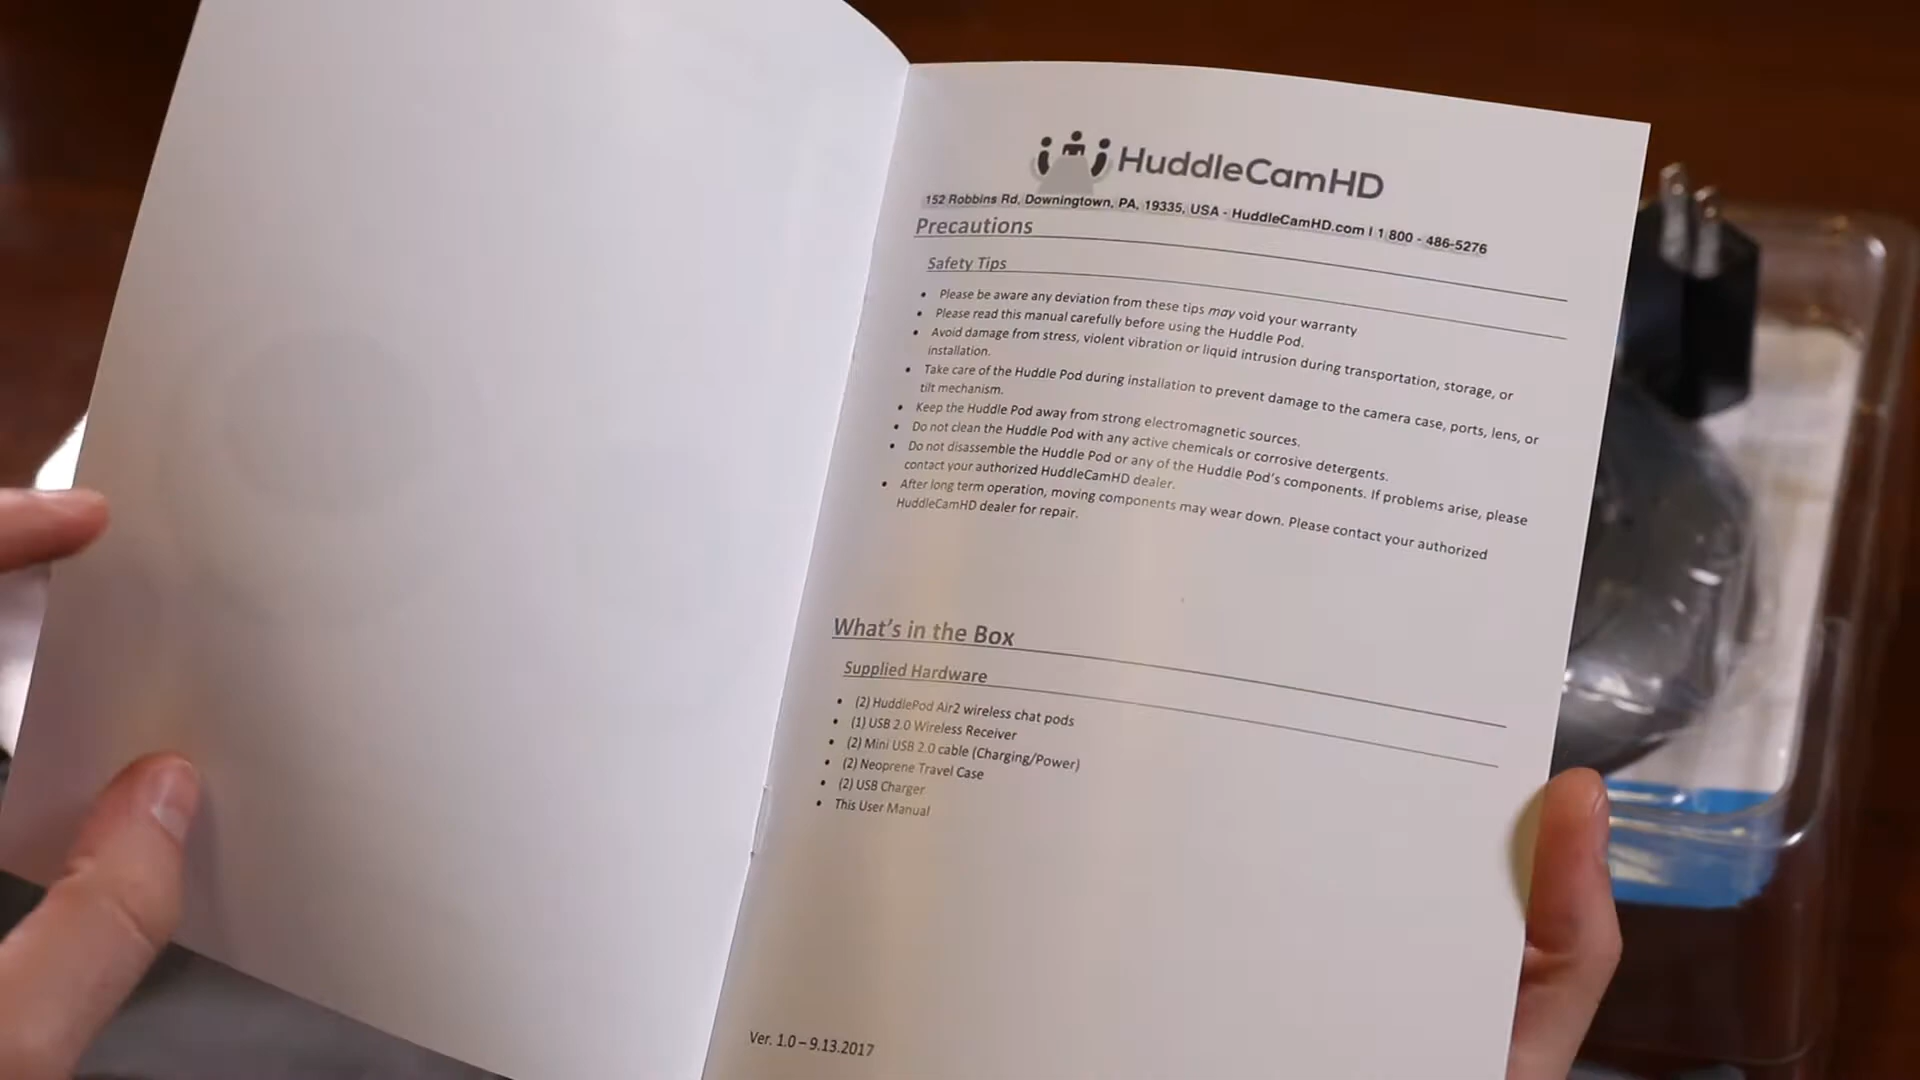 HuddleCamHD
152 Robbins Rd, Downingtown, PA, 19335, USA - HuddleCamHD.com | 1 800 - 486-5276
Precautions
Safety Tips
• Please be aware any deviation from these tips may void your warranty
• Please read this manual carefully before using the Huddle Pod.
• Avoid damage from stress, violent vibration or liquid intrusion during transportation, storage, or
installation.
• Take care of the Huddle Pod during installation to prevent damage to the camera case, ports, lens, or
tilt mechanism.
• Keep the Huddle Pod away from strong electromagnetic sources.
• Do not clean the Huddle Pod with any active chemicals or corrosive detergents.
• Do not disassemble the Huddle Pod or any of the Huddle Pod's components. If problems arise, please
contact your authorized HuddleCamHD dealer.
• After long term operation, moving components may wear down. Please contact your authorized
HuddleCamHD dealer for repair.
What's in the Box
Supplied Hardware
• (2) HuddlePod Air2 wireless chat pods
• (1) USB 2.0 Wireless Receiver
• (2) Mini USB 2.0 cable (Charging/Power)
• (2) Neoprene Travel Case
• (2) USB Charger
• This User Manual
Ver. 1.0 – 9.13.2017